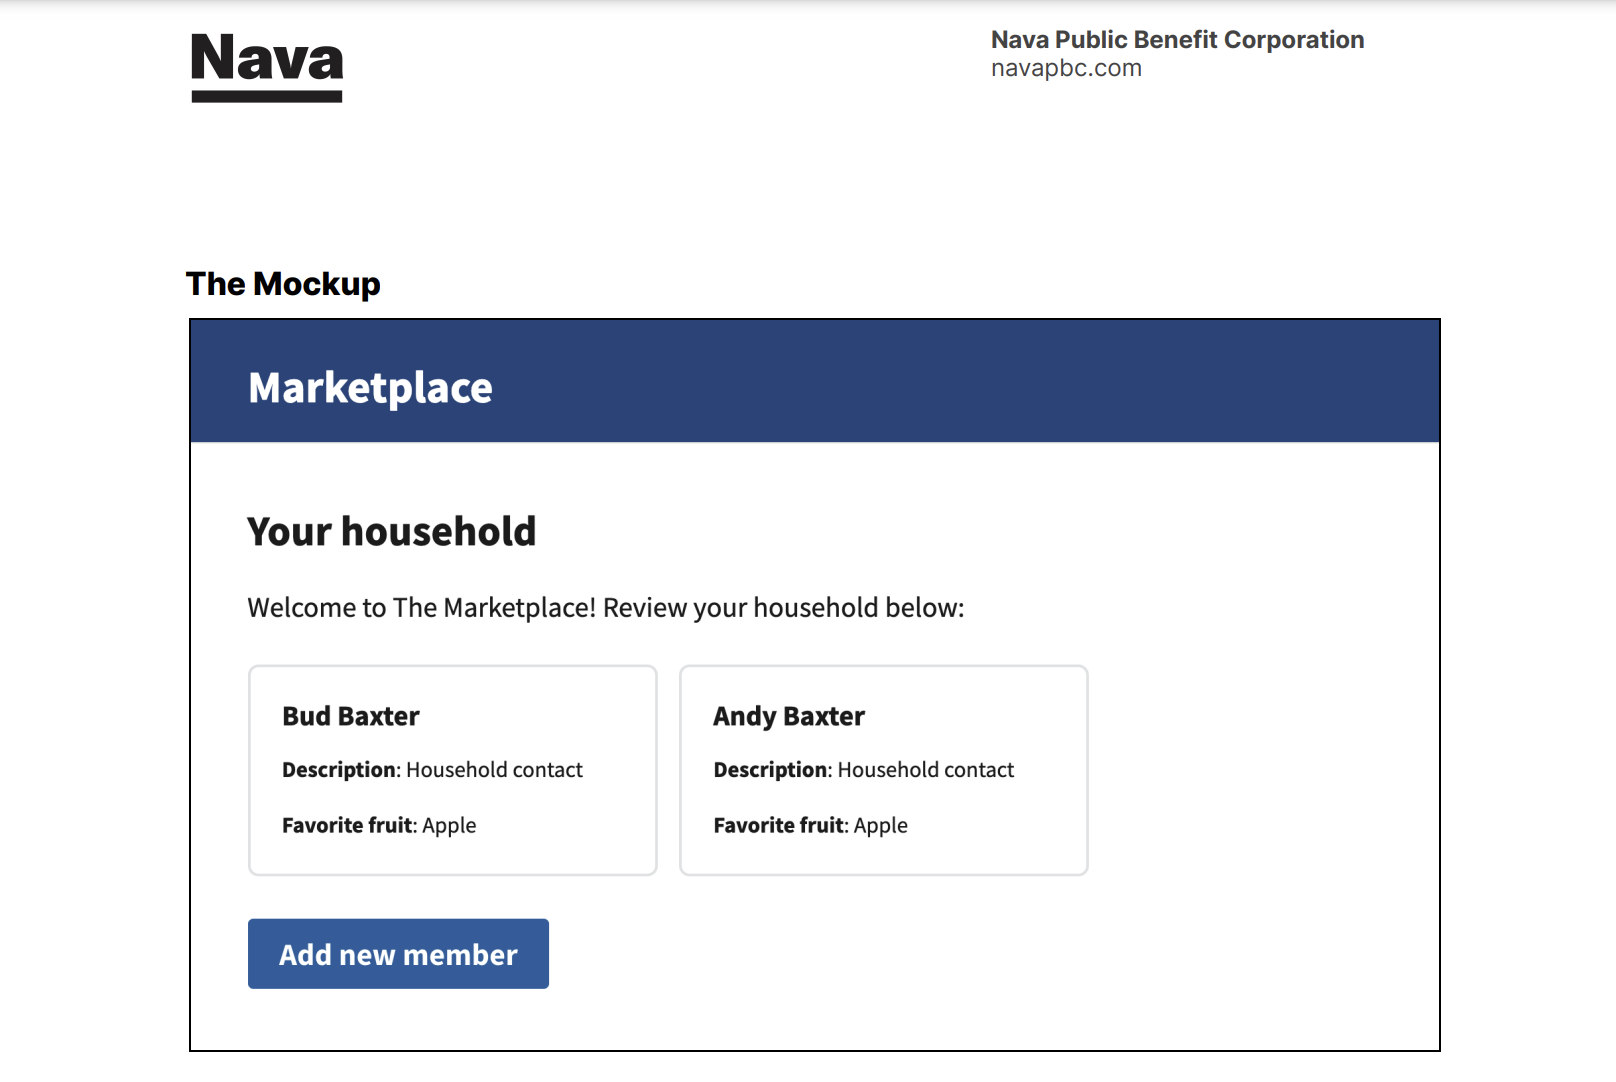 Nava
Nava Public Benefit Corporation
navapbc.com
The Mockup
Marketplace
Your household
Welcome to The Marketplace! Review your household below:
Bud Baxter
Description: Household contact
Favorite fruit: Apple
Andy Baxter
Description: Household contact
Favorite fruit: Apple
Add new member